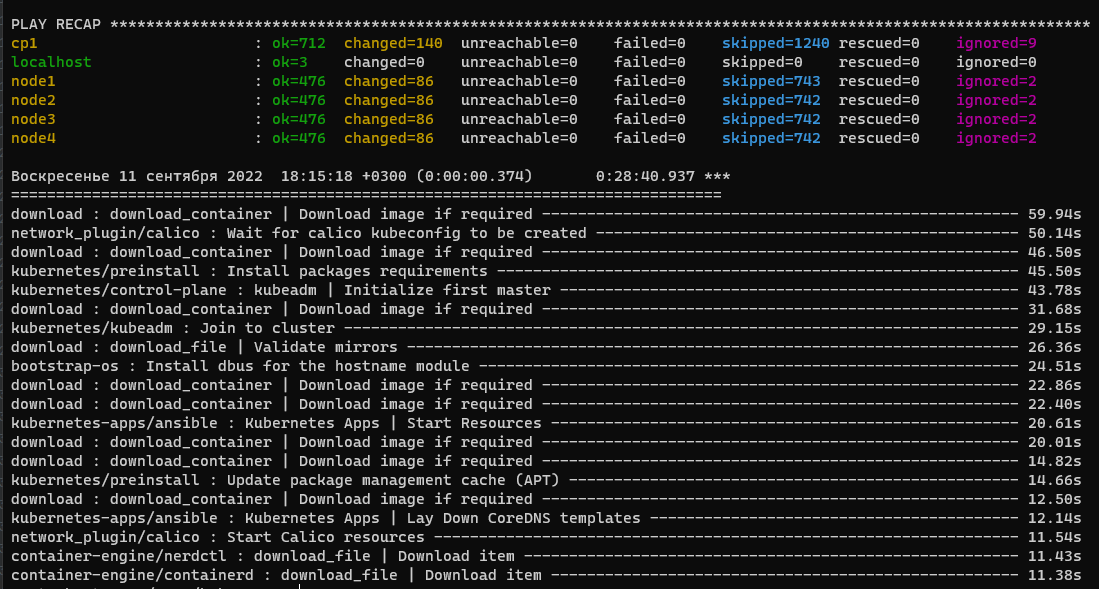 PLAY RECAP *************************************************************************************************************
cp1 : ok=712 changed=140 unreachable=0 failed=0 skipped=1240 rescued=0 ignored=9
localhost : ok=3 changed=0 unreachable=0 failed=0 skipped=0 rescued=0 ignored=0
node1 : ok=476 changed=86 unreachable=0 failed=0 skipped=743 rescued=0 ignored=2
node2 : ok=476 changed=86 unreachable=0 failed=0 skipped=742 rescued=0 ignored=2
node3 : ok=476 changed=86 unreachable=0 failed=0 skipped=742 rescued=0 ignored=2
node4 : ok=476 changed=86 unreachable=0 failed=0 skipped=742 rescued=0 ignored=2
Воскресенье 11 сентября 2022 18:15:18 +0300 (0:00:00.374) 0:28:40.937 ***
===============================================================================
download : download_container | Download image if required ----------------------------------------------------- 59.94s
network_plugin/calico : Wait for calico kubeconfig to be created ----------------------------------------------- 50.14s
download : download_container | Download image if required ----------------------------------------------------- 46.50s
kubernetes/preinstall : Install packages requirements ---------------------------------------------------------- 45.50s
kubernetes/control-plane : kubeadm | Initialize first master --------------------------------------------------- 43.78s
download : download_container | Download image if required ----------------------------------------------------- 31.68s
kubernetes/kubeadm : Join to cluster --------------------------------------------------------------------------- 29.15s
download : download_file | Validate mirrors -------------------------------------------------------------------- 26.36s
bootstrap-os : Install dbus for the hostname module ------------------------------------------------------------ 24.51s
download : download_container | Download image if required ----------------------------------------------------- 22.86s
download : download_container | Download image if required ----------------------------------------------------- 22.40s
kubernetes-apps/ansible : Kubernetes Apps | Start Resources ---------------------------------------------------- 20.61s
download : download_container | Download image if required ----------------------------------------------------- 20.01s
download : download_container | Download image if required ----------------------------------------------------- 14.82s
kubernetes/preinstall : Update package management cache (APT) -------------------------------------------------- 14.66s
download : download_container | Download image if required ----------------------------------------------------- 12.50s
kubernetes-apps/ansible : Kubernetes Apps | Lay Down CoreDNS templates ----------------------------------------- 12.14s
network_plugin/calico : Start Calico resources ----------------------------------------------------------------- 11.54s
container-engine/nerdctl : download_file | Download item ------------------------------------------------------- 11.43s
container-engine/containerd : download_file | Download item ---------------------------------------------------- 11.38s